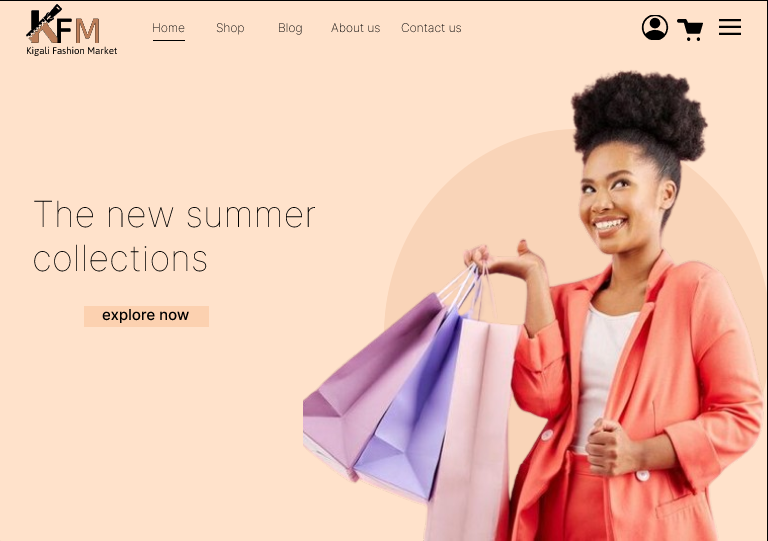 KFM
Kigali Fashion Market
Home Shop Blog About us Contact us
The new summer
collections
explore now